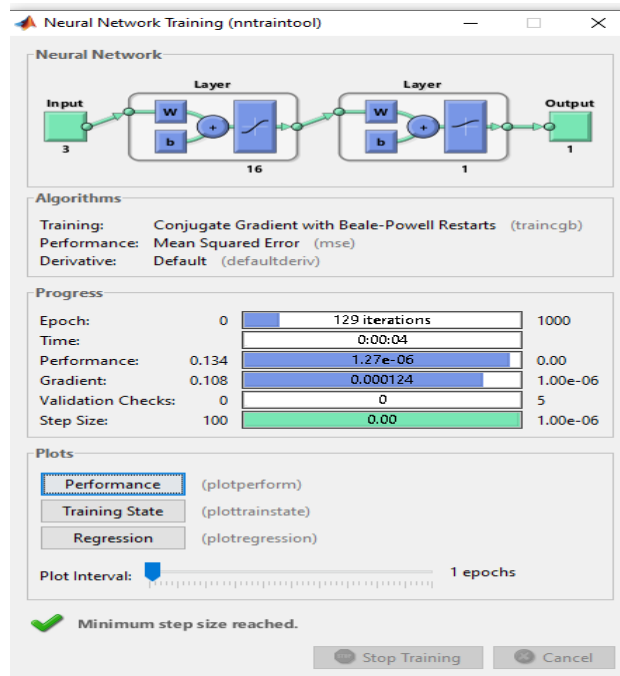 Neural Network Training (nntraintool)
Neural Network
Layer Layer
Input Output
W W
+ +
b b
3 1
16 1
Algorithms
Training: Conjugate Gradient with Beale-Powell Restarts (traincgb)
Performance: Mean Squared Error (mse)
Derivative: Default (defaultderiv)
Progress
Epoch: 0 129 iterations 1000
Time: 0:00:04
Performance: 0.134 1.27e-06 0.00
Gradient: 0.108 0.000124 1.00e-06
Validation Checks: 0 0 5
Step Size: 100 0.00 1.00e-06
Plots
Performance (plotperform)
Training State (plottrainstate)
Regression (plotregression)
Plot Interval: 1 epochs
Minimum step size reached.
Stop Training Cancel